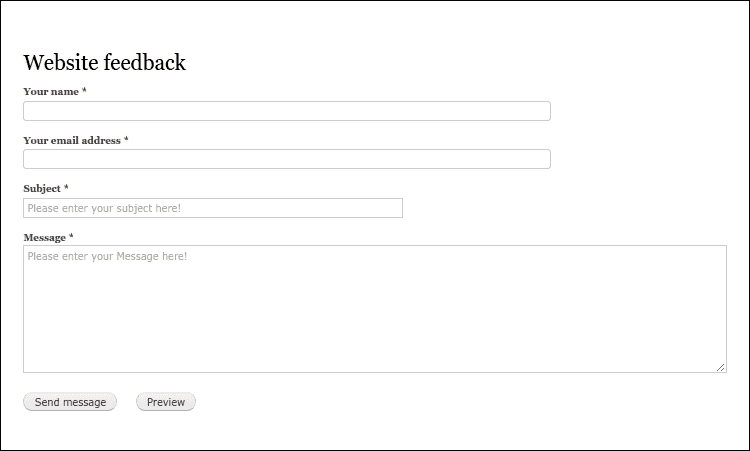 Website feedback
Your name *
Your email address *
Subject *
Please enter your subject here!
Message *
Please enter your Message here!
Send message Preview